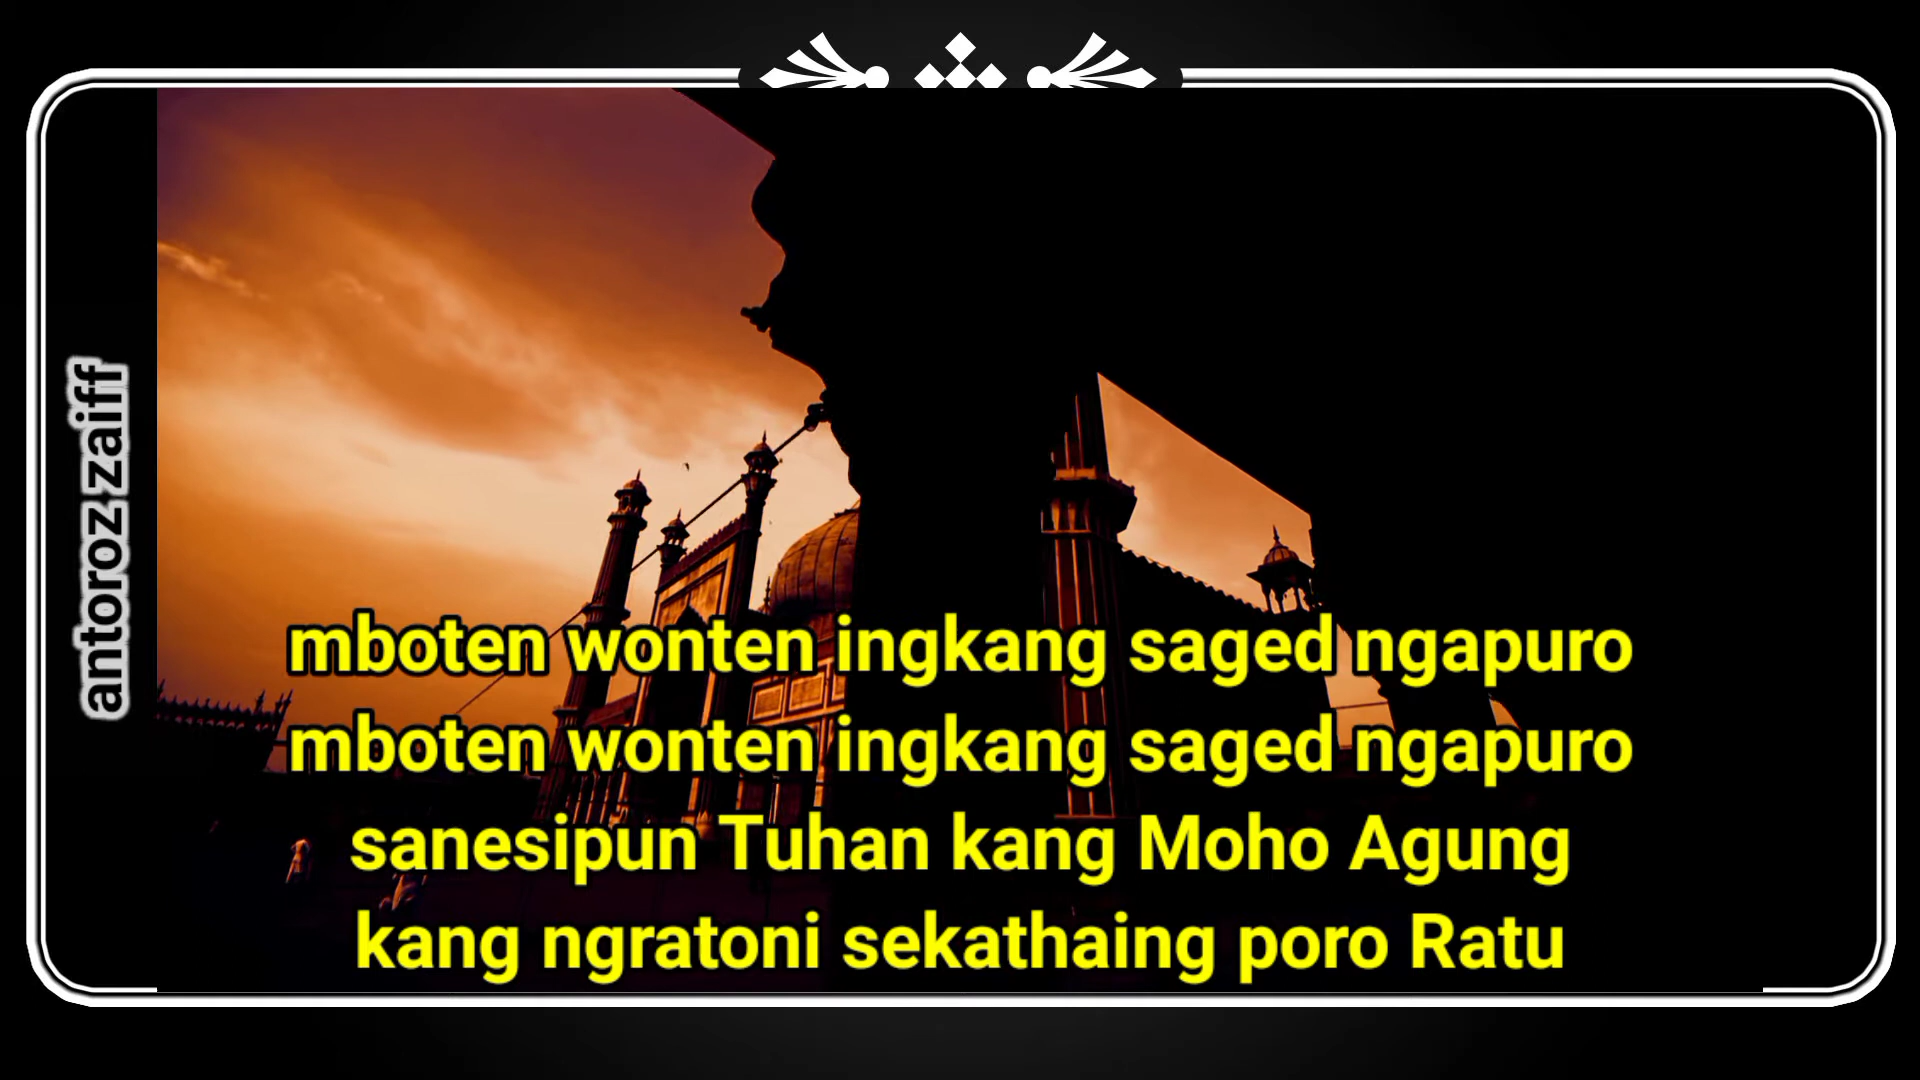 antoroz zaiff
mboten wonten ingkang saged ngapuro
mboten wonten ingkang saged ngapuro
sanesipun Tuhan kang Moho Agung
kang ngratoni sekathaing poro Ratu